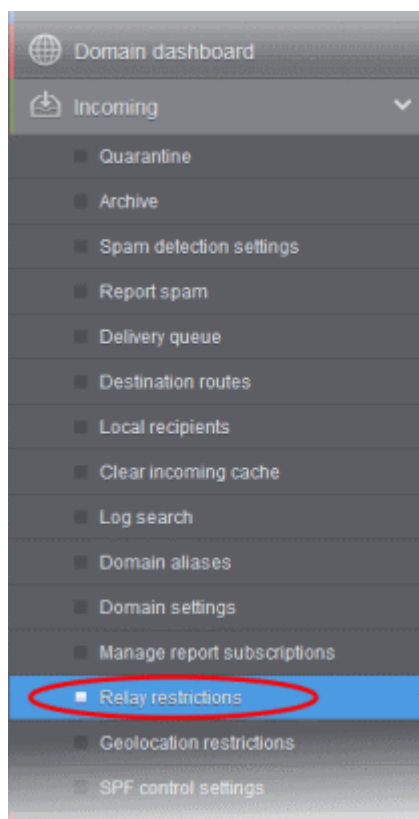 Domain dashboard
Incoming
Quarantine
Archive
Spam detection settings
Report spam
Delivery queue
Destination routes
Local recipients
Clear incoming cache
Log search
Domain aliases
Domain settings
Manage report subscriptions
Relay restrictions
Geolocation restrictions
SPF control settings